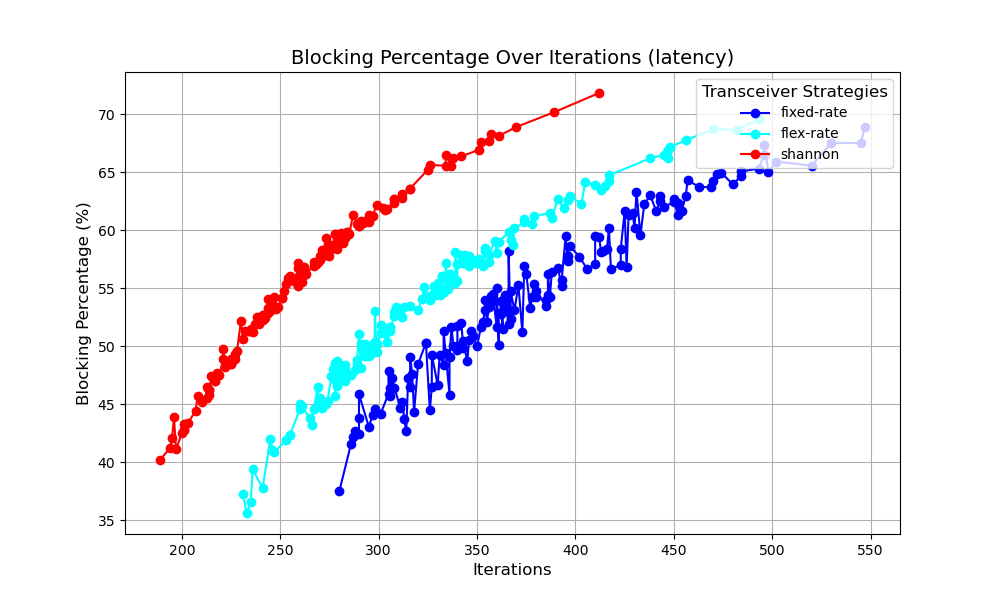 Blocking Percentage Over Iterations (latency)
Transceiver Strategies
fixed-rate
flex-rate
shannon
Blocking Percentage (%)
70
65
60
55
50
45
40
35
200 250 300 350 400 450 500 550
Iterations